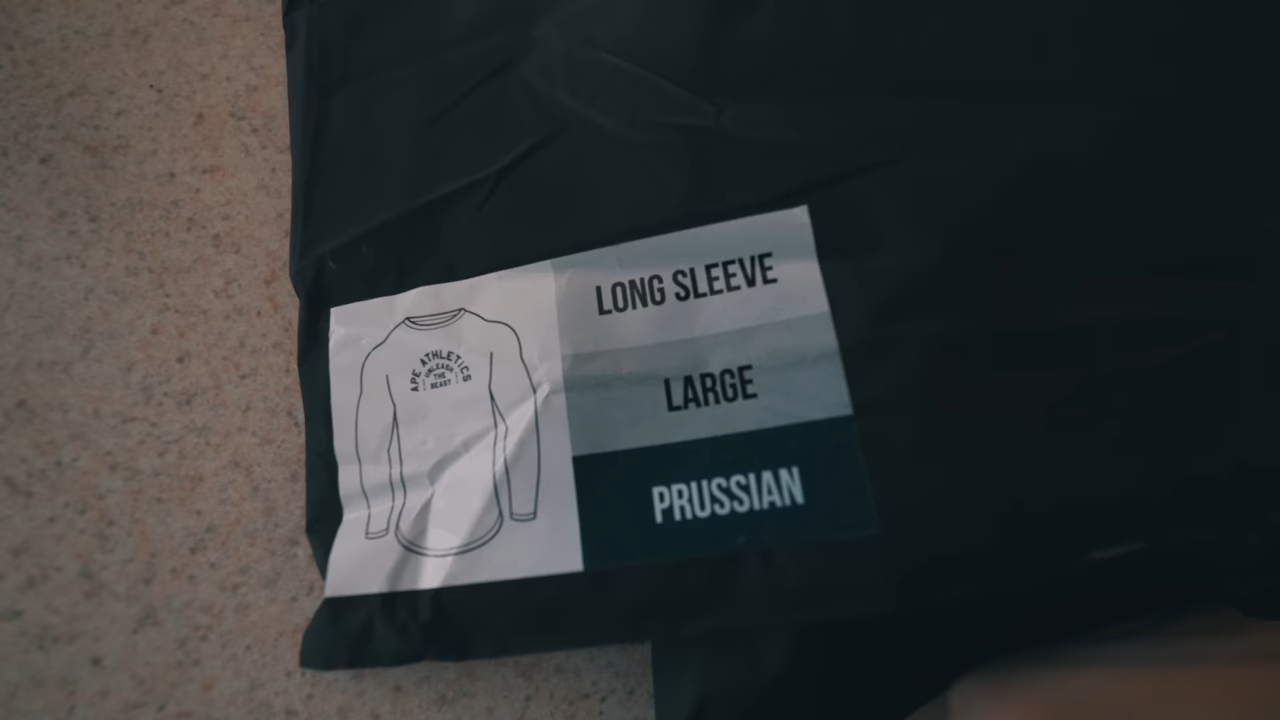 APE ATHLETICS
UNLEASH
THE
BEAST
LONG SLEEVE
LARGE
PRUSSIAN